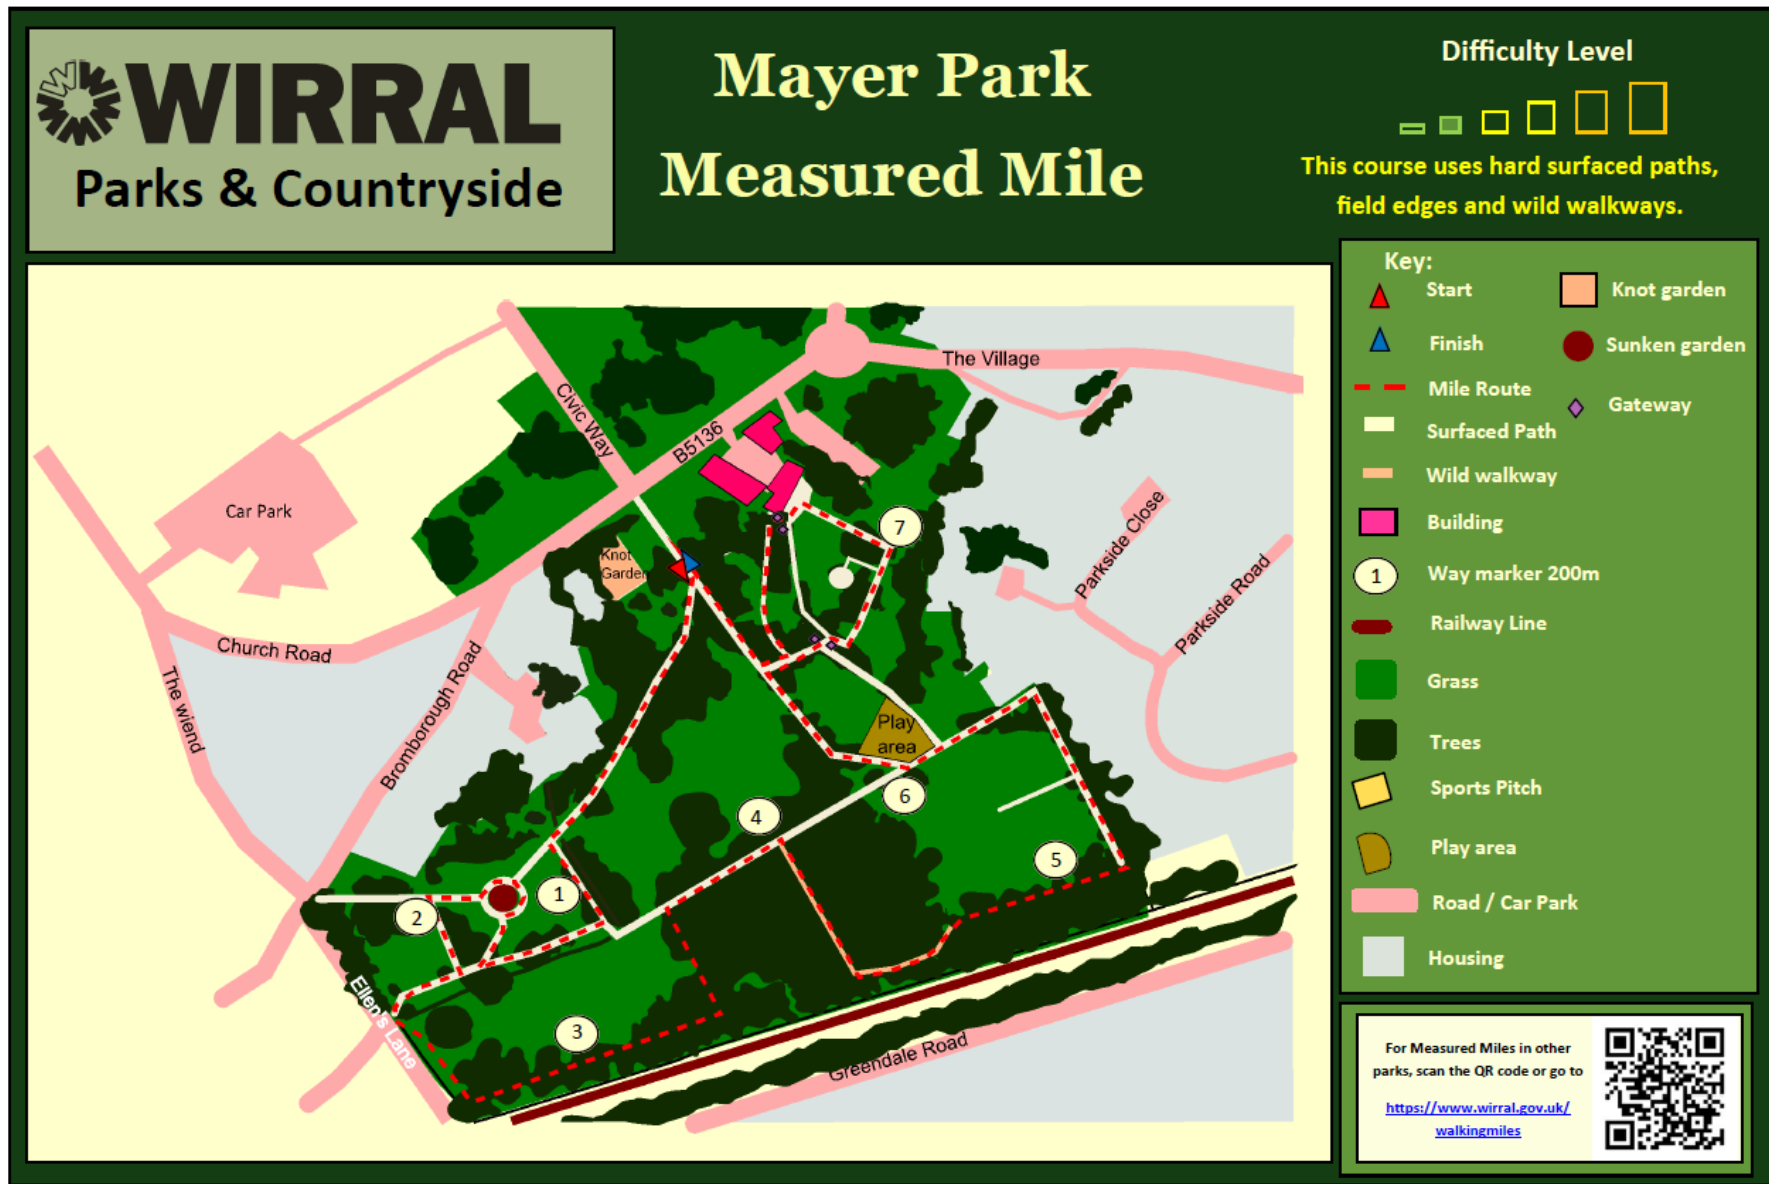 WIRRAL
Parks & Countryside
Mayer Park
Measured Mile
Difficulty Level
This course uses hard surfaced paths,
field edges and wild walkways.
Key:
Start
Knot garden
Finish
Sunken garden
Mile Route
Gateway
Surfaced Path
Wild walkway
Building
1
Way marker 200m
Railway Line
Grass
Trees
Sports Pitch
Play area
Road / Car Park
Housing
The Village
Civic Way
B5136
Car Park
Knot
Garden
7
Parkside Close
Parkside Road
Church Road
The wiend
Bromborough Road
Play
area
6
4
5
1
2
3
Ellen's Lane
Greendale Road
For Measured Miles in other
parks, scan the QR code or go to
https://www.wirral.gov.uk/
walkingmiles